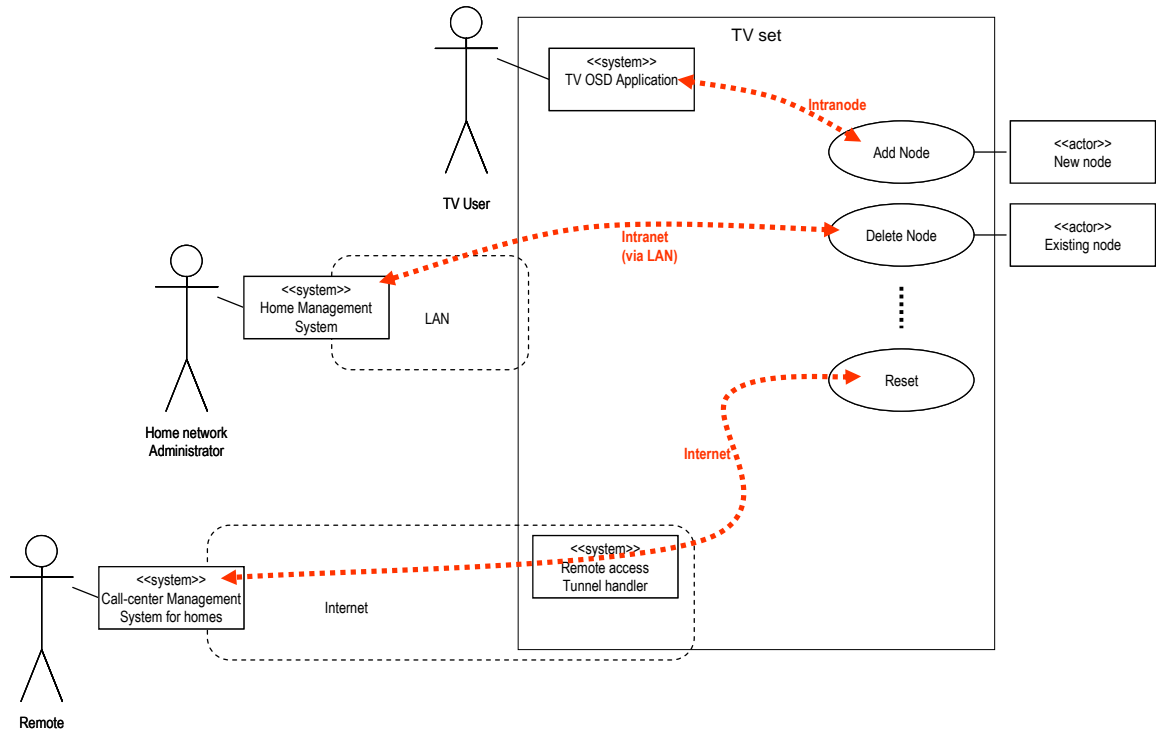 TV set
<<system>>
TV OSD Application
Intranode
Add Node
<<actor>>
New node
TV User
Intranet
(via LAN)
Delete Node
<<actor>>
Existing node
<<system>>
Home Management
System
LAN
Reset
Home network
Administrator
Internet
<<system>>
Remote access
Tunnel handler
<<system>>
Call-center Management
System for homes
Internet
Remote